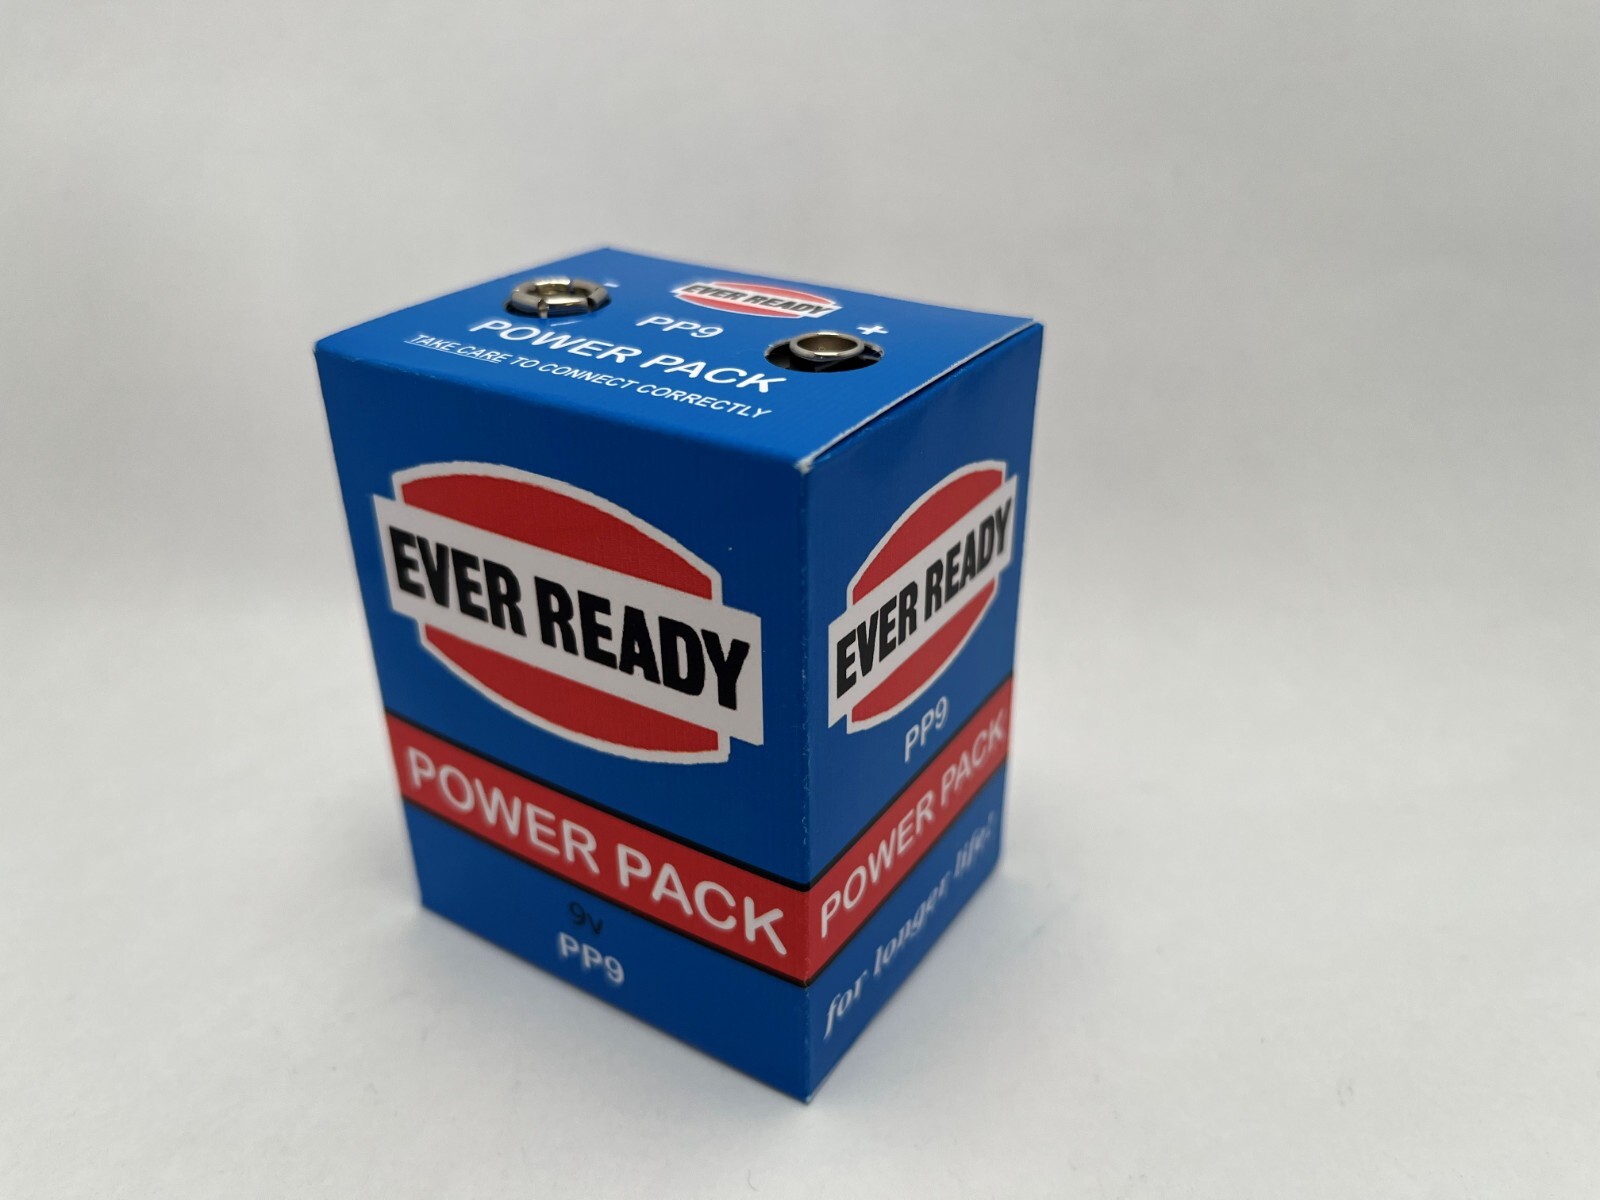 -
EVER READY
+
PP9
POWER PACK
TAKE CARE TO CONNECT CORRECTLY
EVER READY
POWER PACK
9v
PP9
EVER READY
PP9
POWER PACK
for longer life!